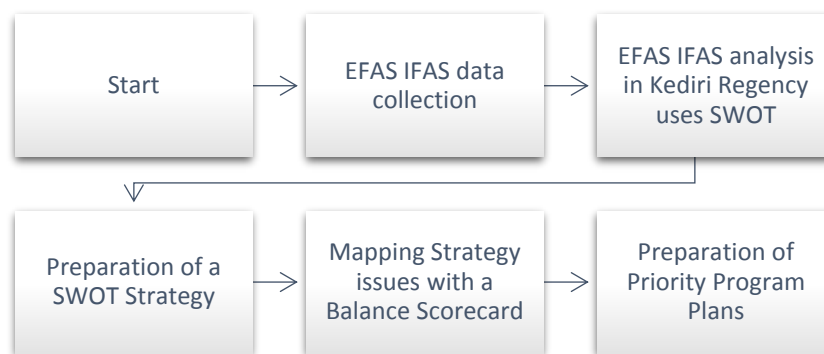 Start
EFAS IFAS data
collection
EFAS IFAS analysis
in Kediri Regency
uses SWOT
Preparation of a
SWOT Strategy
Mapping Strategy
issues with a
Balance Scorecard
Preparation of
Priority Program
Plans